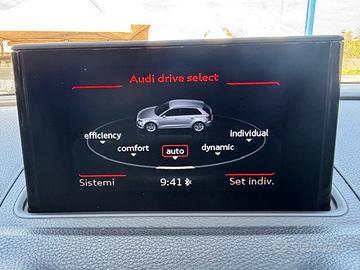 Audi drive select
efficiency
individual
comfort
auto
dynamic
Sistemi
9:41
Set indiv.